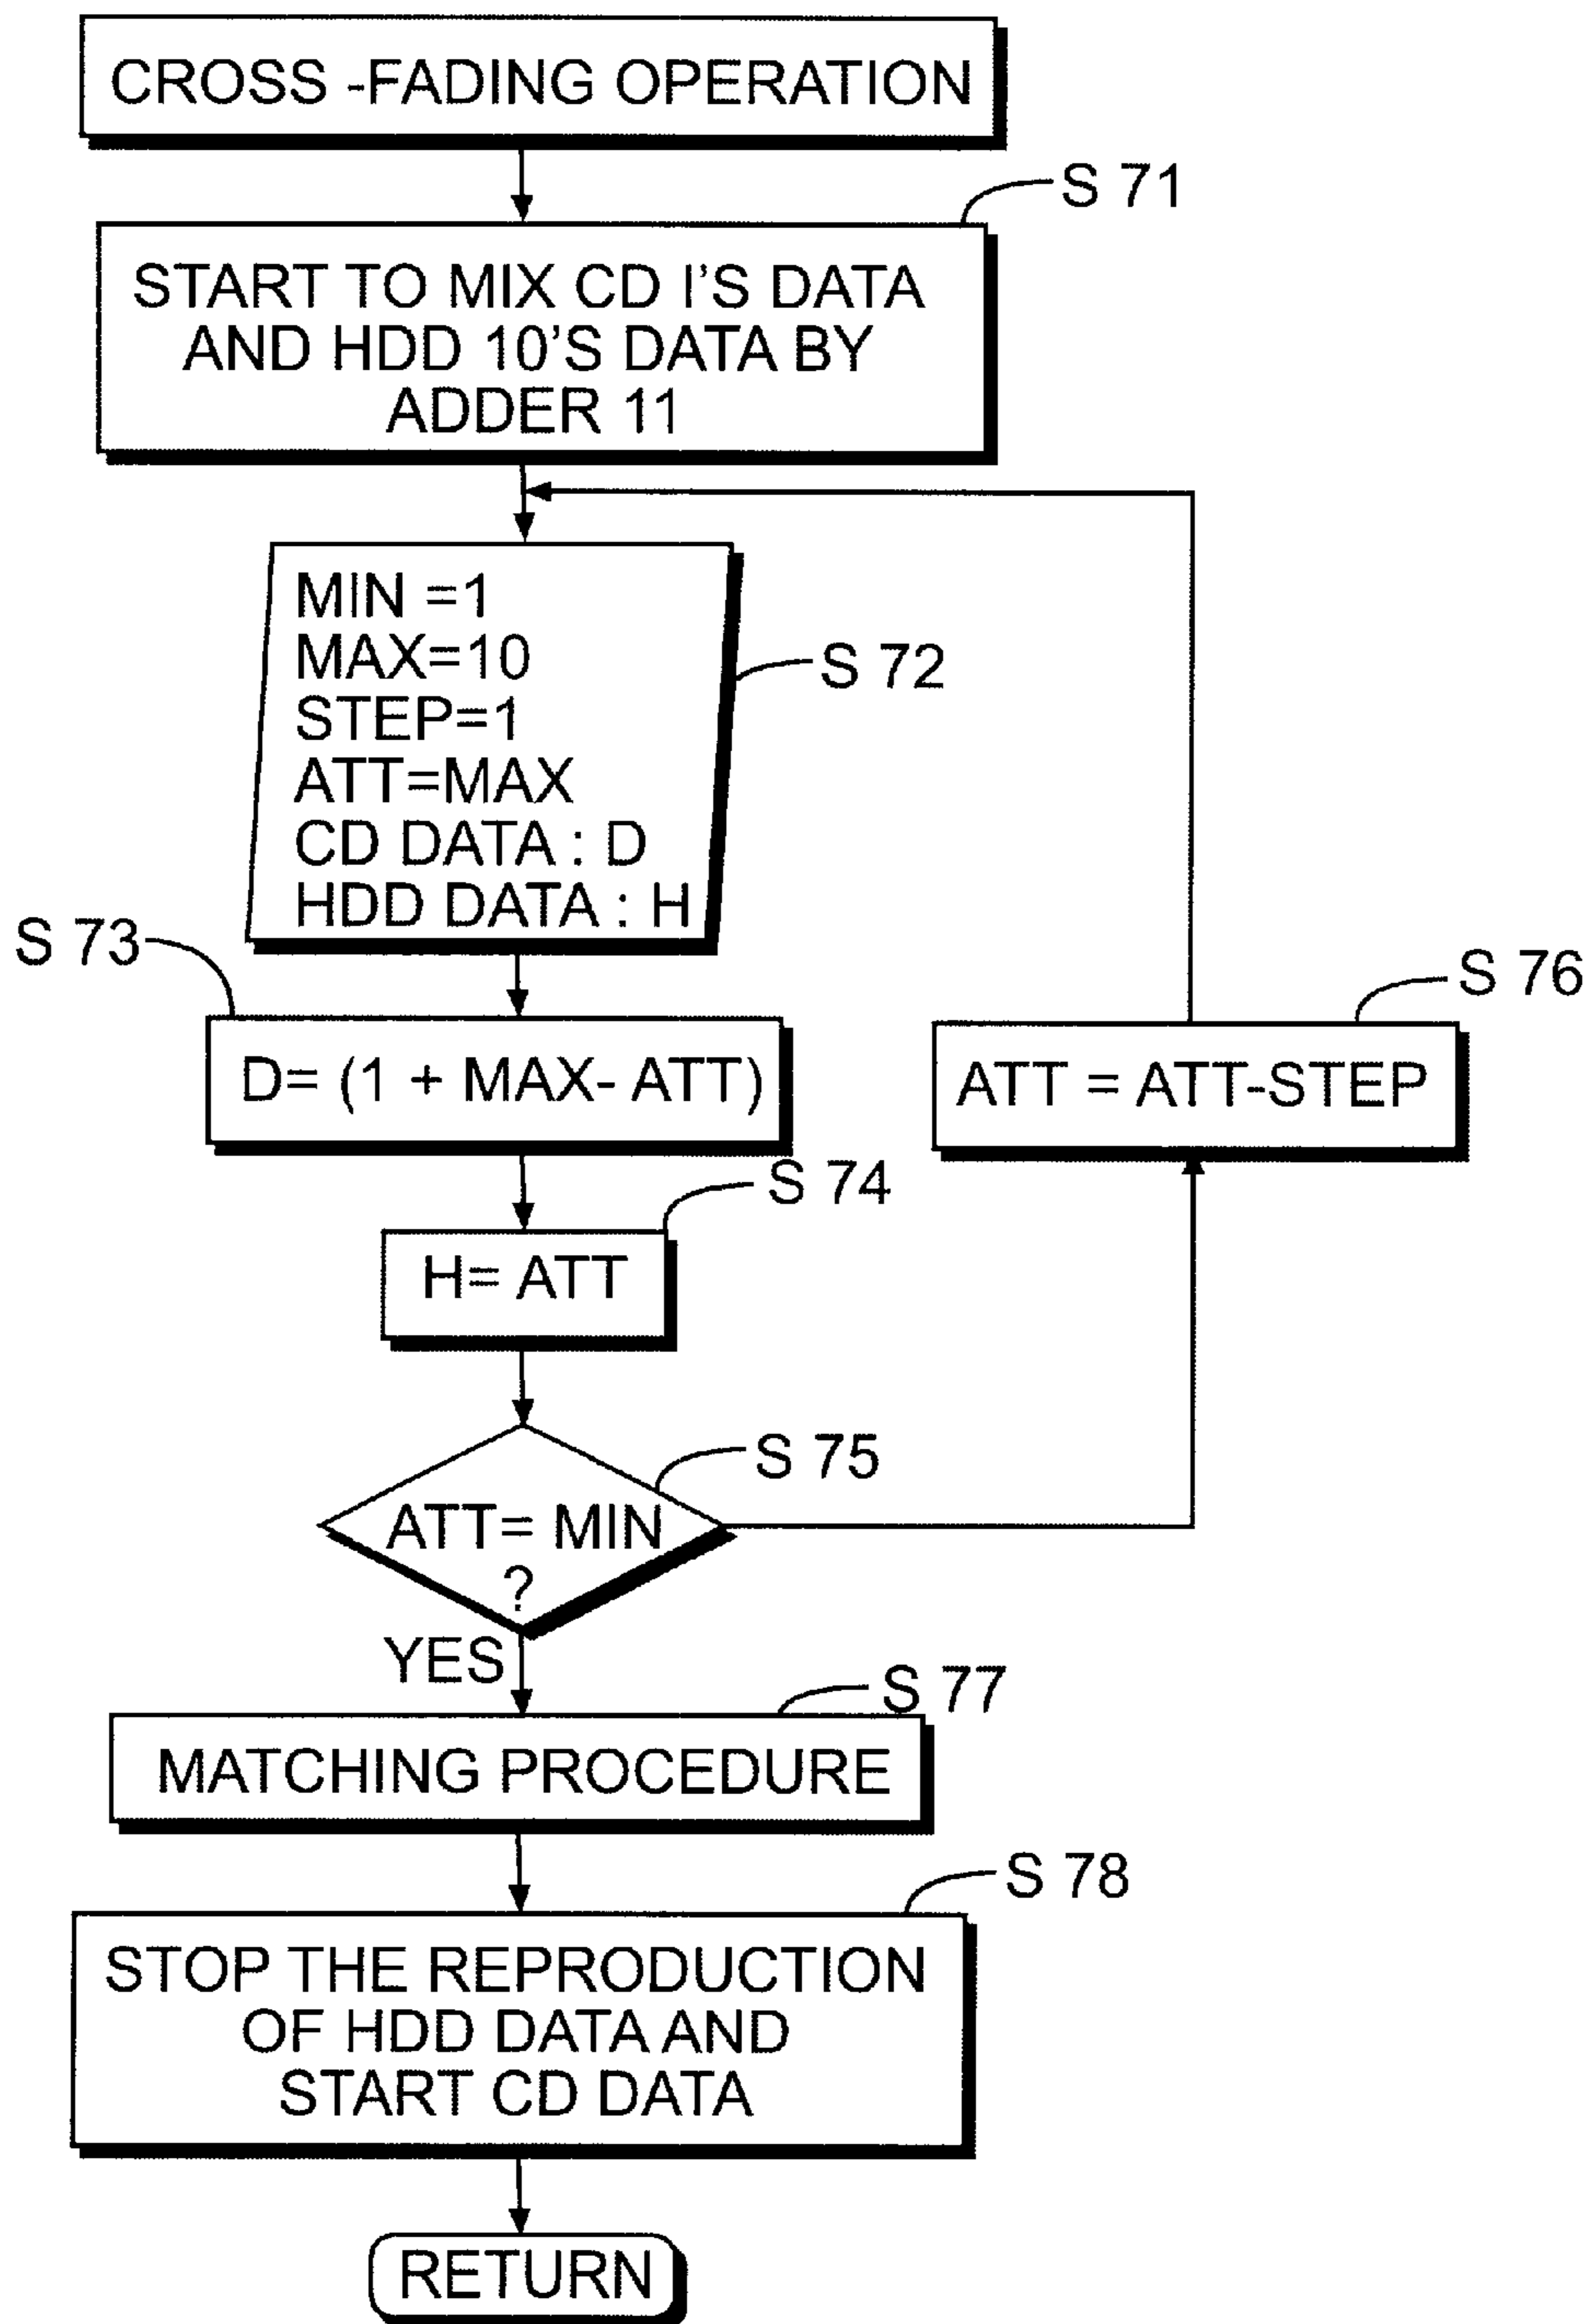 CROSS -FADING OPERATION
S 71
START TO MIX CD I'S DATA
AND HDD 10'S DATA BY
ADDER 11
MIN =1
MAX=10
STEP=1
ATT=MAX
CD DATA : D
HDD DATA : H
S 72
S 73
D= (1 + MAX- ATT)
S 76
ATT = ATT-STEP
S 74
H= ATT
S 75
ATT= MIN
?
YES
S 77
MATCHING PROCEDURE
S 78
STOP THE REPRODUCTION
OF HDD DATA AND
START CD DATA
RETURN